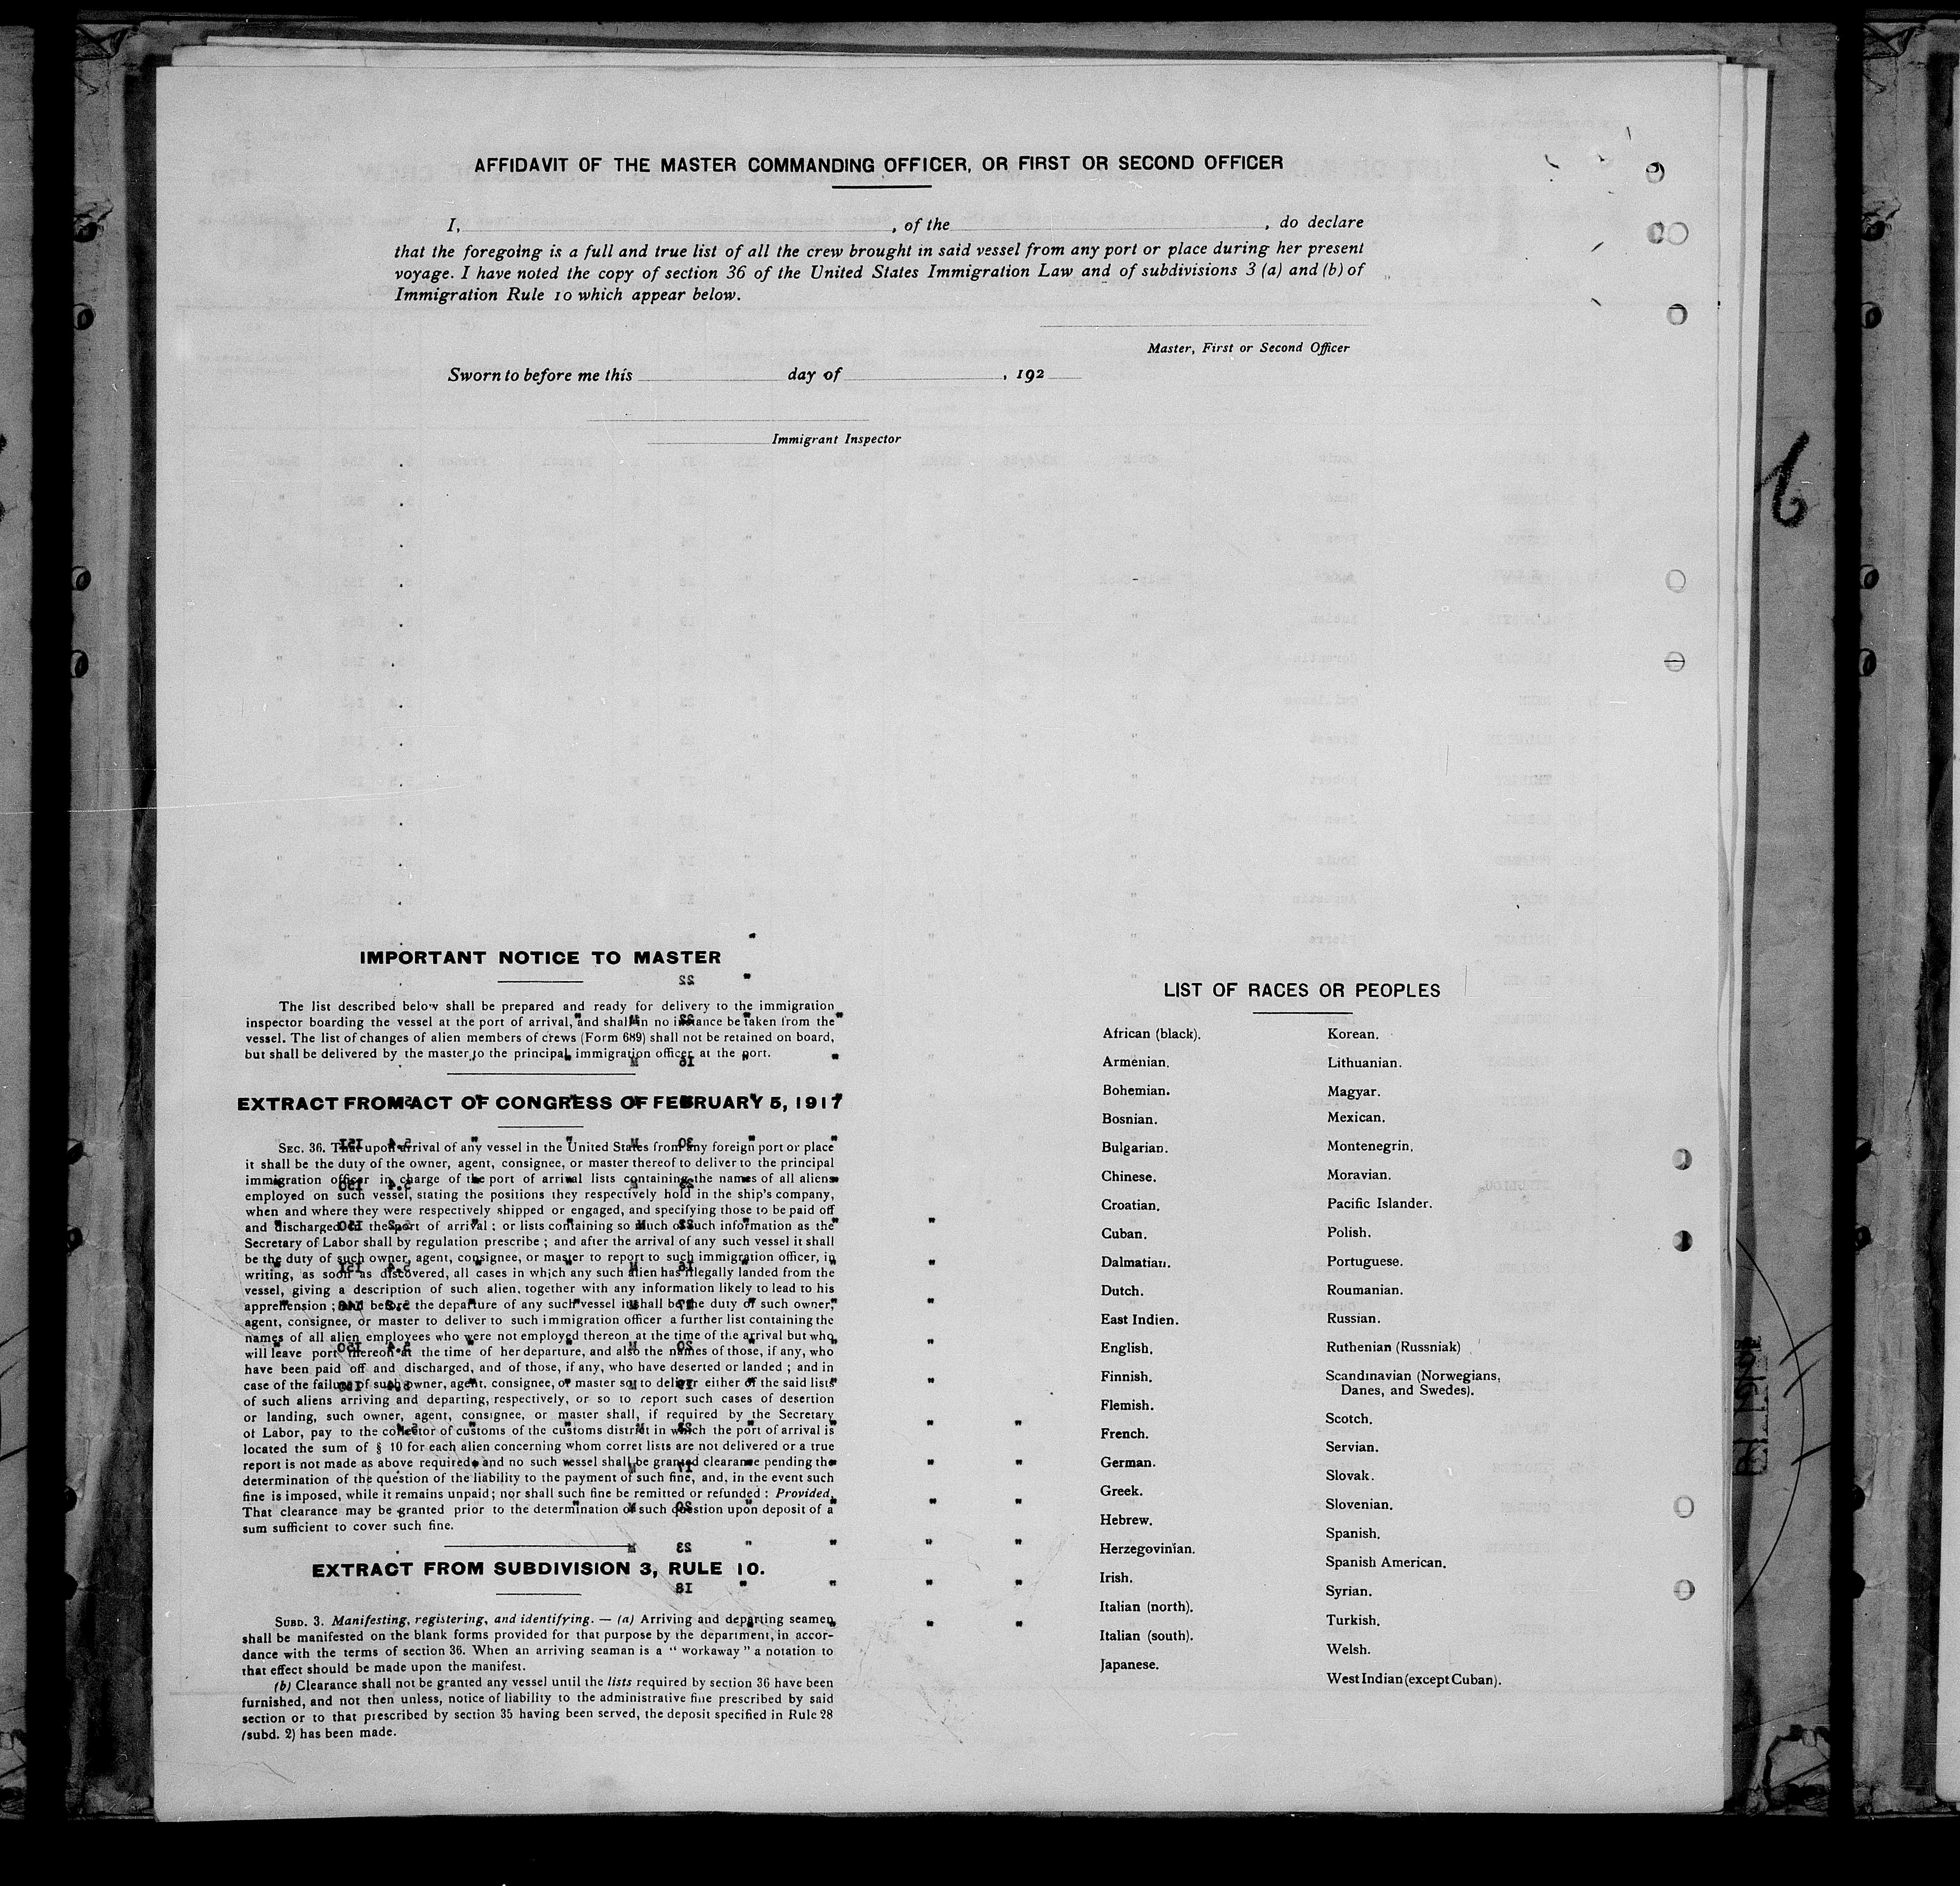 AFFIDAVIT OF THE MASTER COMMANDING OFFICER, OR FIRST OR SECOND OFFICER
I, , of the , do declare
that the foregoing is a full and true list of all the crew brought in said vessel from any port or place during her present
voyage. I have noted the copy of section 36 of the United States Immigration Law and of subdivisions 3 (a) and (b) of
Immigration Rule 10 which appear below.
Master, First or Second Officer
Sworn to before me this day of , 192
Immigrant Inspector
6
IMPORTANT NOTICE TO MASTER
The list described below shall be prepared and ready for delivery to the immigration
inspector boarding the vessel at the port of arrival, and shall in no instance be taken from the
vessel. The list of changes of alien members of crews (Form 689) shall not be retained on board,
but shall be delivered by the master to the principal immigration officer at the port.
EXTRACT FROM ACT OF CONGRESS OF FEBRUARY 5, 1917
SEC. 36. That upon arrival of any vessel in the United States from any foreign port or place
it shall be the duty of the owner, agent, consignee, or master thereof to deliver to the principal
immigration officer in charge of the port of arrival lists containing the names of all aliens
employed on such vessel, stating the positions they respectively hold in the ship's company,
when and where they were respectively shipped or engaged, and specifying those to be paid off
and discharged in the port of arrival ; or lists containing so much of such information as the
Secretary of Labor shall by regulation prescribe ; and after the arrival of any such vessel it shall
be the duty of such owner, agent, consignee, or master to report to such immigration officer, in
writing, as soon as discovered, all cases in which any such alien has illegally landed from the
vessel, giving a description of such alien, together with any information likely to lead to his
apprehension ; and before the departure of any such vessel it shall be the duty of such owner,
agent, consignee, or master to deliver to such immigration officer a further list containing the
names of all alien employees who were not employed thereon at the time of the arrival but who
will leave port thereon at the time of her departure, and also the names of those, if any, who
have been paid off and discharged, and of those, if any, who have deserted or landed ; and in
case of the failure of such owner, agent, consignee, or master so to deliver either of the said lists
of such aliens arriving and departing, respectively, or so to report such cases of desertion
or landing, such owner, agent, consignee, or master shall, if required by the Secretary
of Labor, pay to the collector of customs of the customs district in which the port of arrival is
located the sum of § 10 for each alien concerning whom corret lists are not delivered or a true
report is not made as above required ; and no such vessel shall be granted clearance pending the
determination of the question of the liability to the payment of such fine, and, in the event such
fine is imposed, while it remains unpaid ; nor shall such fine be remitted or refunded : Provided,
That clearance may be granted prior to the determination of such question upon deposit of a
sum sufficient to cover such fine.
EXTRACT FROM SUBDIVISION 3, RULE 10.
SUBD. 3. Manifesting, registering, and identifying. — (a) Arriving and departing seamen
shall be manifested on the blank forms provided for that purpose by the department, in accor-
dance with the terms of section 36. When an arriving seaman is a “ workaway ” a notation to
that effect should be made upon the manifest.
(b) Clearance shall not be granted any vessel until the lists required by section 36 have been
furnished, and not then unless, notice of liability to the administrative fine prescribed by said
section or to that prescribed by section 35 having been served, the deposit specified in Rule 28
(subd. 2) has been made.
LIST OF RACES OR PEOPLES
African (black).
Armenian.
Bohemian.
Bosnian.
Bulgarian.
Chinese.
Croatian.
Cuban.
Dalmatian.
Dutch.
East Indien.
English.
Finnish.
Flemish.
French.
German.
Greek.
Hebrew.
Herzegovinian.
Irish.
Italian (north).
Italian (south).
Japanese.
Korean.
Lithuanian.
Magyar.
Mexican.
Montenegrin.
Moravian.
Pacific Islander.
Polish.
Portuguese.
Roumanian.
Russian.
Ruthenian (Russniak)
Scandinavian (Norwegians,
Danes, and Swedes).
Scotch.
Servian.
Slovak.
Slovenian.
Spanish.
Spanish American.
Syrian.
Turkish.
Welsh.
West Indian (except Cuban).